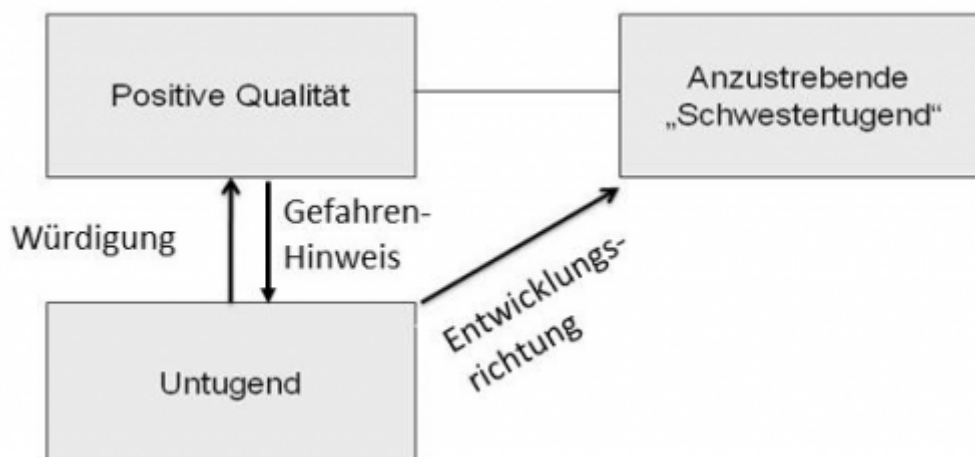 Positive Qualität
Anzustrebende
„Schwestertugend“
Würdigung
Gefahren-
Hinweis
Entwicklungs-
richtung
Untugend